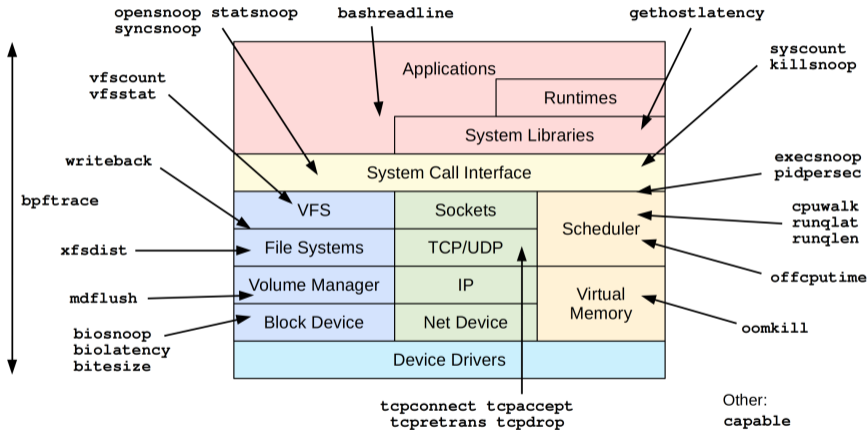 opensnoop statsnoop
syncsnoop
bashreadline
gethostlatency
syscount
killsnoop
Applications
vfscount
vfsstat
Runtimes
System Libraries
writeback
System Call Interface
execsnoop
pidpersec
bpftrace
VFS
Sockets
Scheduler
cpuwalk
runqlat
runqlen
xfsdist
File Systems
TCP/UDP
offcputime
mdflush
Volume Manager
IP
Virtual
Memory
biosnoop
biolatency
bitesize
Block Device
Net Device
oomkill
Device Drivers
tcpconnect tcpaccept
tcpretrans tcpdrop
Other:
capable